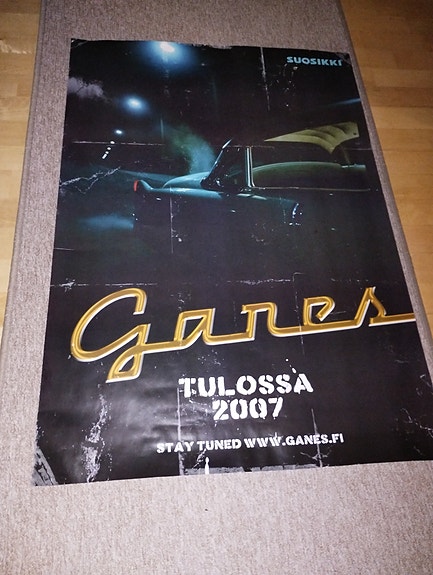 SUOSIKKI
Ganes
TULOSSA
2007
STAY TUNED WWW.GANES.FI